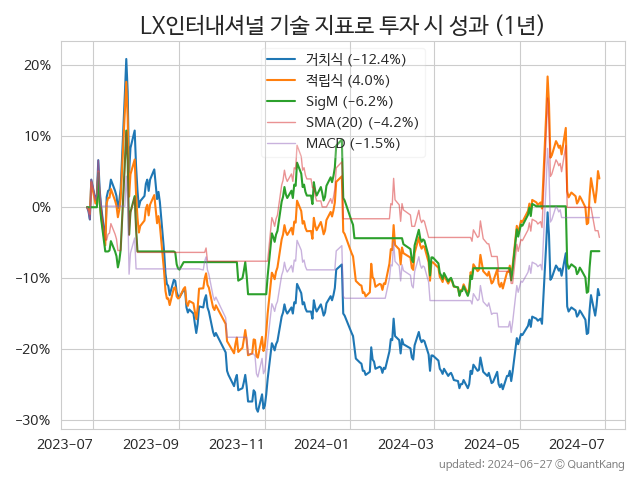 LX인터내셔널 기술 지표로 투자 시 성과 (1년)
거치식 (−12.4%)
적립식 (4.0%)
SigM (−6.2%)
SMA(20) (−4.2%)
MACD (−1.5%)
20%
10%
0%
−10%
−20%
−30%
2023-07 2023-09 2023-11 2024-01 2024-03 2024-05 2024-07
updated: 2024-06-27 © QuantKang